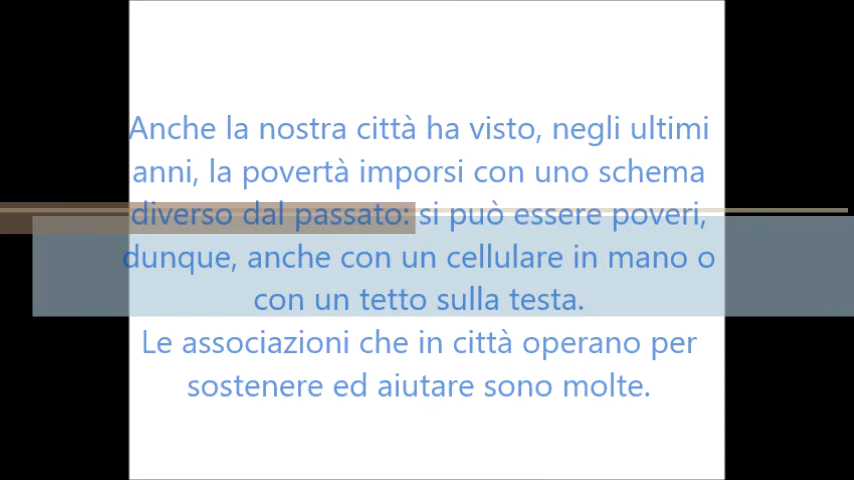 Anche la nostra città ha visto, negli ultimi
anni, la povertà imporsi con uno schema
diverso dal passato: si può essere poveri,
dunque, anche con un cellulare in mano o
con un tetto sulla testa.
Le associazioni che in città operano per
sostenere ed aiutare sono molte.